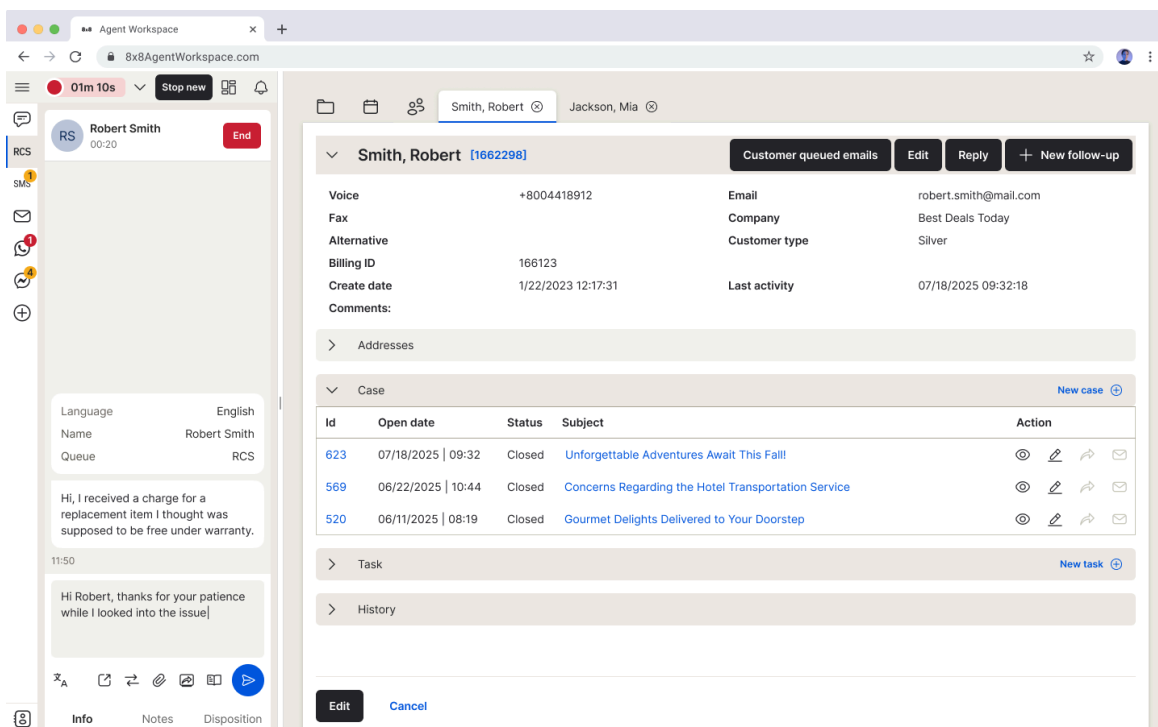 8x8 Agent Workspace
8x8AgentWorkspace.com
01m 10s
Stop new
RS
Robert Smith
00:20
End
RCS
SMS
1
1
4
Language English
Name Robert Smith
Queue RCS
Hi, I received a charge for a
replacement item I thought was
supposed to be free under warranty.
11:50
Hi Robert, thanks for your patience
while I looked into the issue
Info Notes Disposition
Smith, Robert
Jackson, Mia
Smith, Robert [1662298]
Customer queued emails
Edit
Reply
New follow-up
Voice +8004418912 Email robert.smith@mail.com
Fax Company Best Deals Today
Alternative Customer type Silver
Billing ID 166123
Create date 1/22/2023 12:17:31 Last activity 07/18/2025 09:32:18
Comments:
Addresses
Case New case
Id Open date Status Subject Action
623 07/18/2025 | 09:32 Closed Unforgettable Adventures Await This Fall!
569 06/22/2025 | 10:44 Closed Concerns Regarding the Hotel Transportation Service
520 06/11/2025 | 08:19 Closed Gourmet Delights Delivered to Your Doorstep
Task New task
History
Edit Cancel